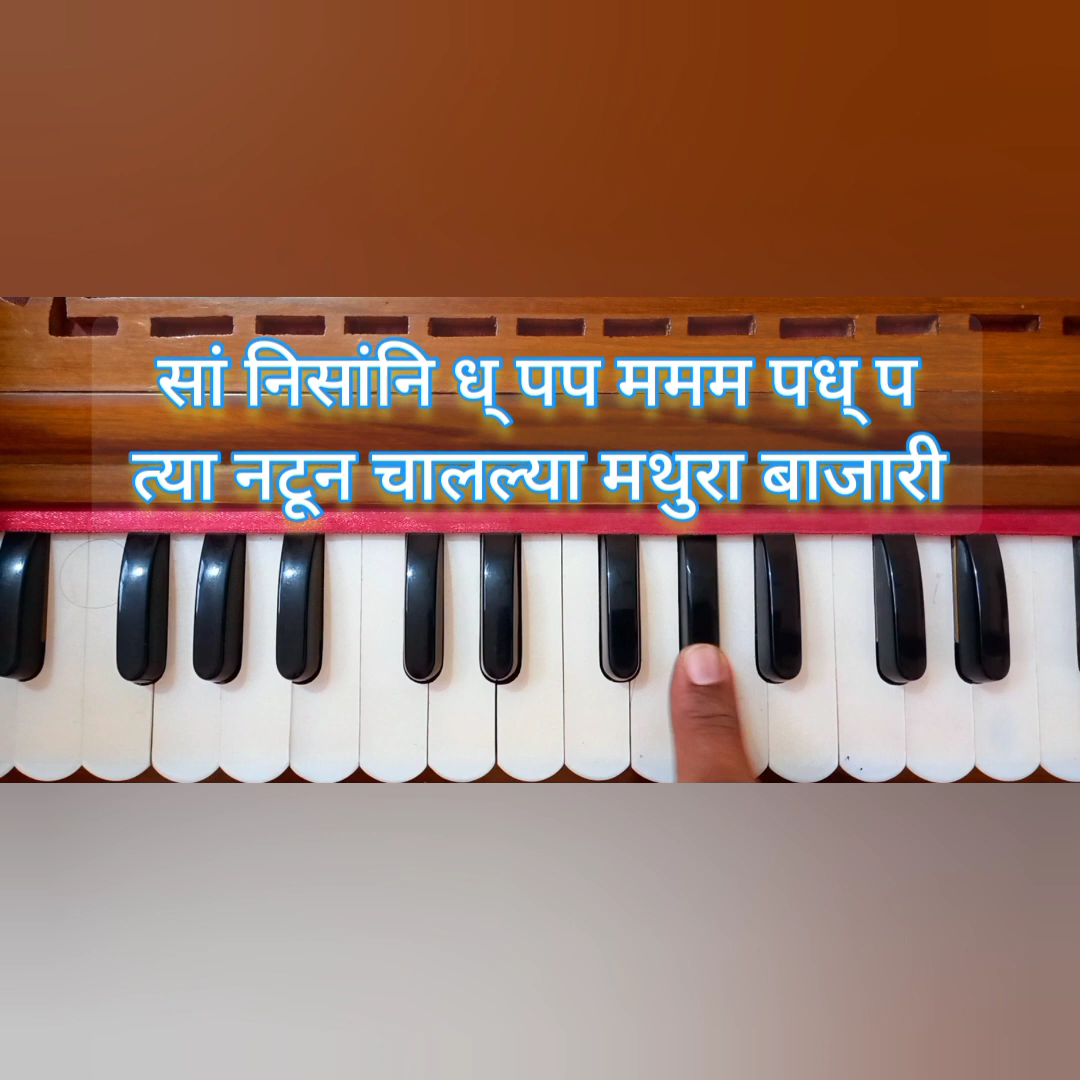 सां निसांनि ध् पप ममम पध् प
त्या नटून चालल्या मथुरा बाजारी